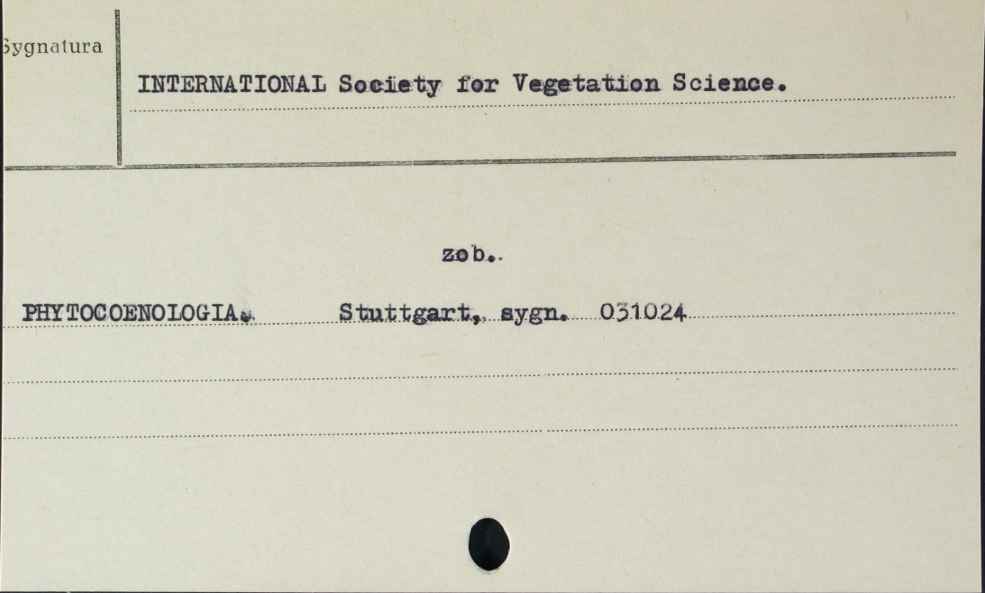 Sygnatura
INTERNATIONAL Society for Vegetation Science.
zob.
PHYTOCOENOLOGIA. Stuttgart, sygn. 031024